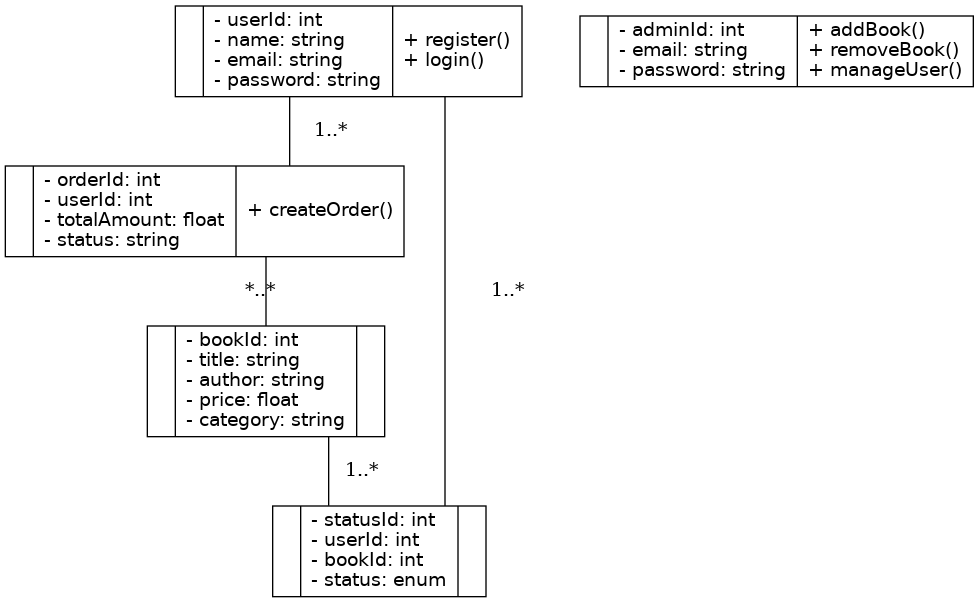 - userId: int
- name: string
- email: string
- password: string
+ register()
+ login()
- adminId: int
- email: string
- password: string
+ addBook()
+ removeBook()
+ manageUser()
1..*
- orderId: int
- userId: int
- totalAmount: float
- status: string
+ createOrder()
*..*
1..*
- bookId: int
- title: string
- author: string
- price: float
- category: string
1..*
- statusId: int
- userId: int
- bookId: int
- status: enum